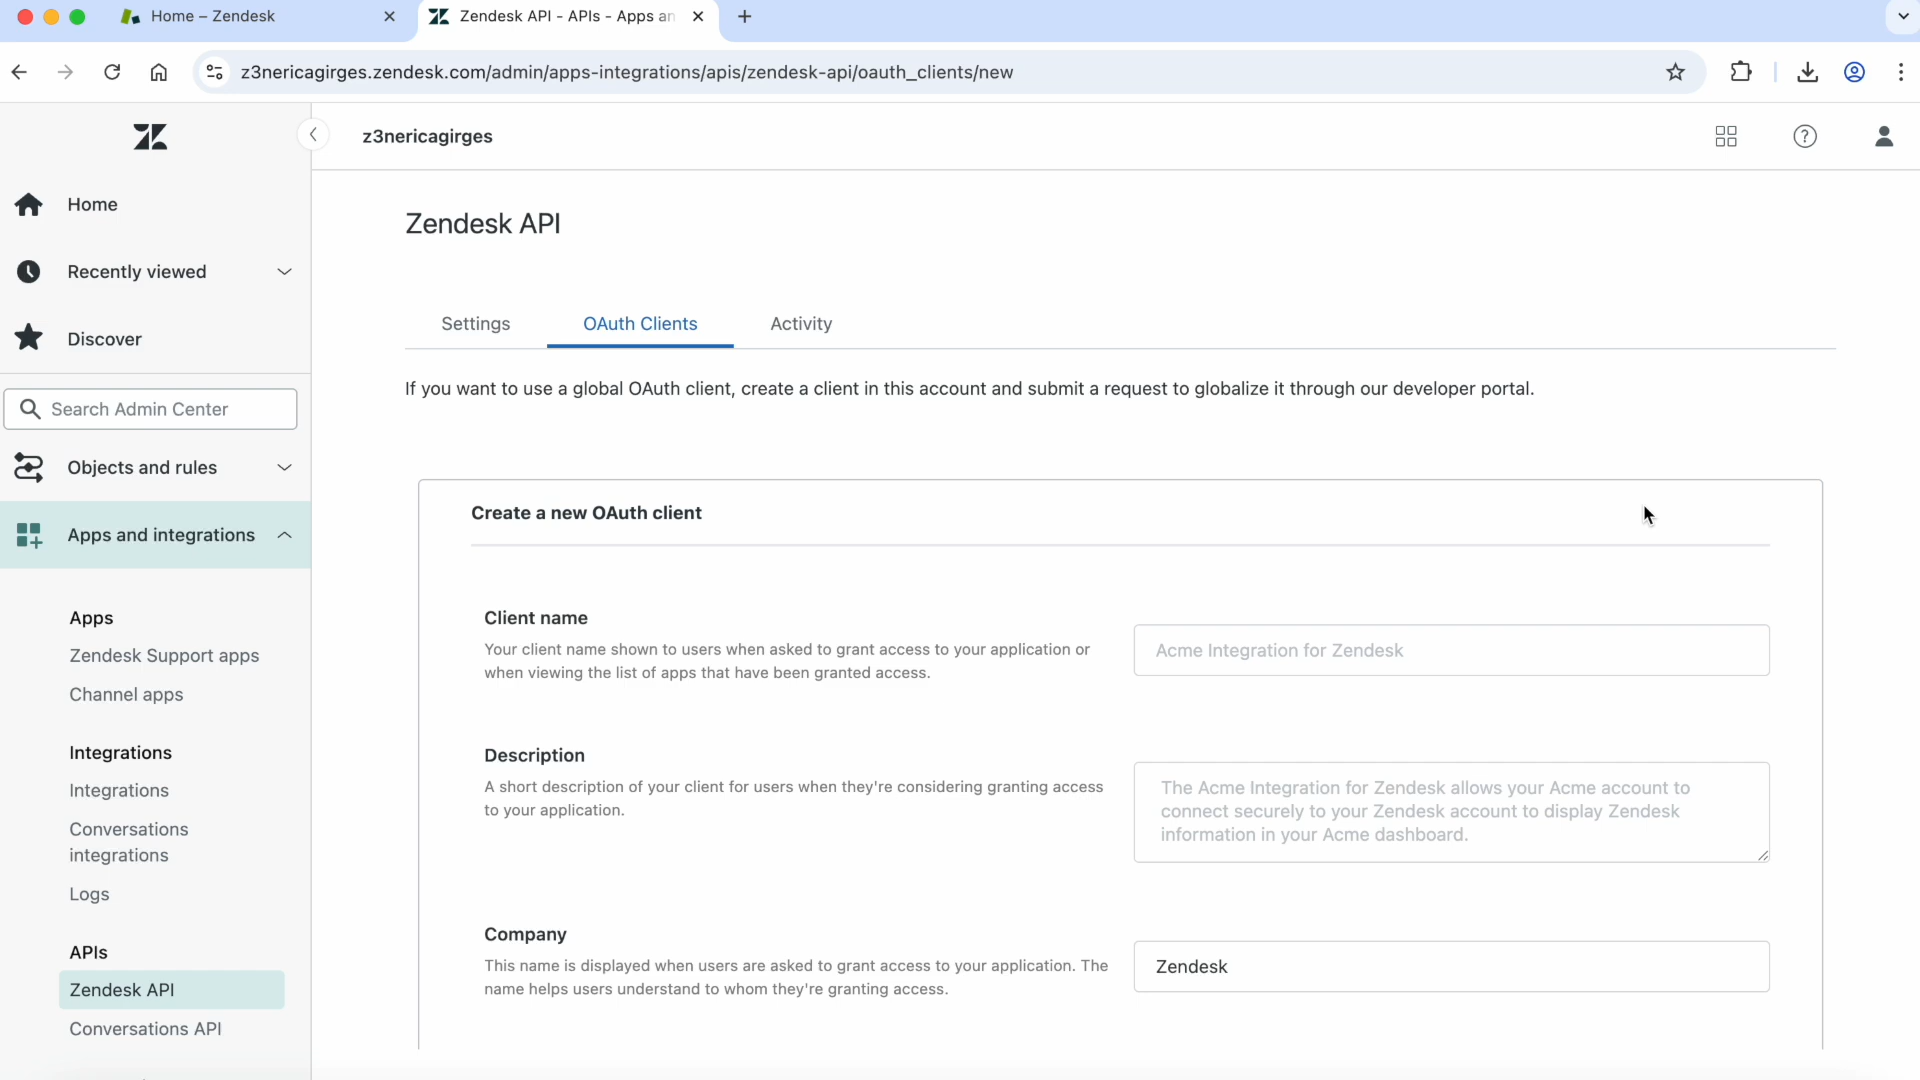 Home – Zendesk
Zendesk API - APIs - Apps an
z3nericagirges.zendesk.com/admin/apps-integrations/apis/zendesk-api/oauth_clients/new
z3nericagirges
Home
Recently viewed
Discover
Search Admin Center
Objects and rules
Apps and integrations
Apps
Zendesk Support apps
Channel apps
Integrations
Integrations
Conversations
integrations
Logs
APIs
Zendesk API
Conversations API
Zendesk API
Settings
OAuth Clients
Activity
If you want to use a global OAuth client, create a client in this account and submit a request to globalize it through our developer portal.
Create a new OAuth client
Client name
Your client name shown to users when asked to grant access to your application or
when viewing the list of apps that have been granted access.
Acme Integration for Zendesk
Description
A short description of your client for users when they're considering granting access
to your application.
The Acme Integration for Zendesk allows your Acme account to
connect securely to your Zendesk account to display Zendesk
information in your Acme dashboard.
Company
This name is displayed when users are asked to grant access to your application. The
name helps users understand to whom they're granting access.
Zendesk